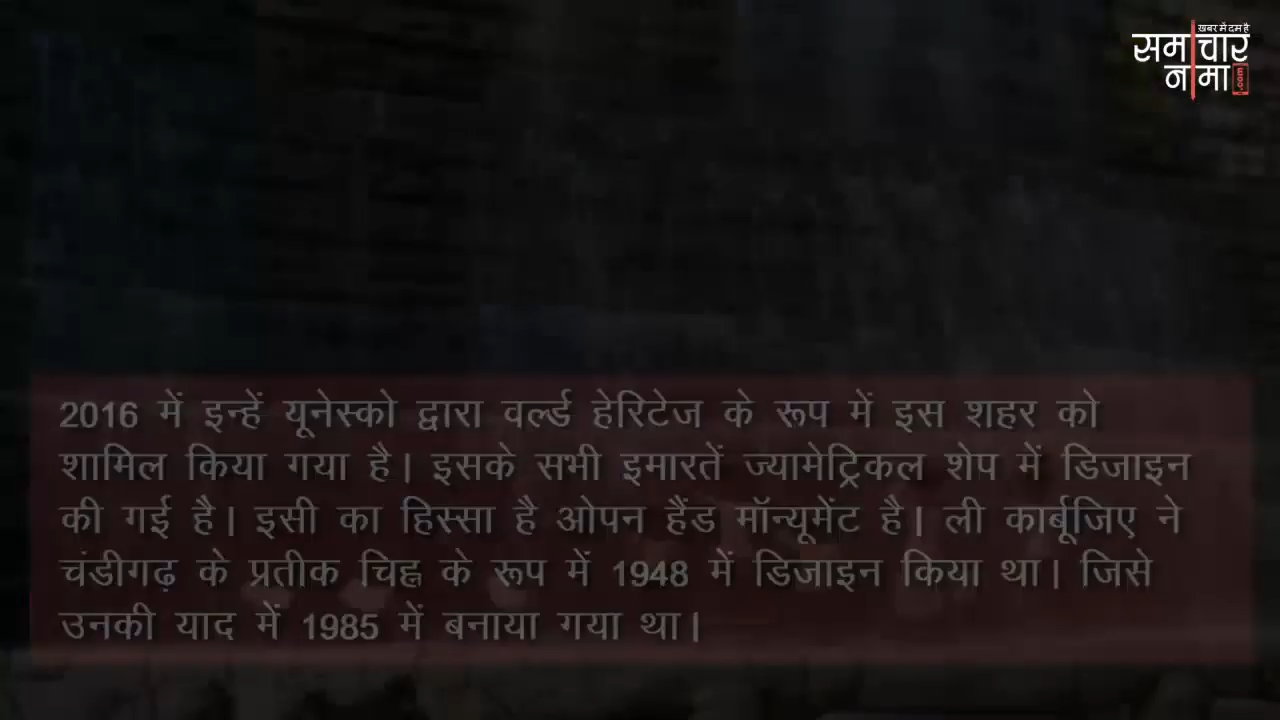 ख़बर में दम है
समाचार
नामा
.com
2016 में इन्हें यूनेस्को द्वारा वर्ल्ड हेरिटेज के रूप में इस शहर को
शामिल किया गया है। इसके सभी इमारतें ज्यामेट्रिकल शेप में डिजाइन
की गई है। इसी का हिस्सा है ओपन हैंड मॉन्यूमेंट है। ली कार्बूजिए ने
चंडीगढ़ के प्रतीक चिह्न के रूप में 1948 में डिजाइन किया था। जिसे
उनकी याद में 1985 में बनाया गया था।